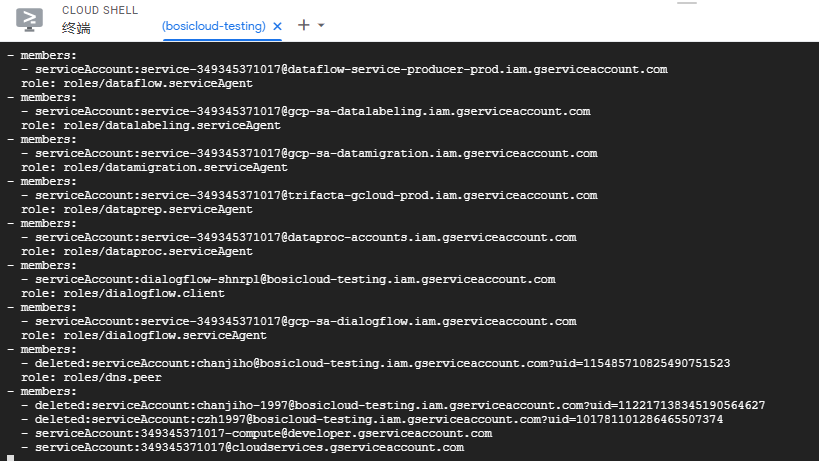 CLOUD SHELL
终端 (bosicloud-testing) × + ▾
- members:
  - serviceAccount:service-349345371017@dataflow-service-producer-prod.iam.gserviceaccount.com
  role: roles/dataflow.serviceAgent
- members:
  - serviceAccount:service-349345371017@gcp-sa-datalabeling.iam.gserviceaccount.com
  role: roles/datalabeling.serviceAgent
- members:
  - serviceAccount:service-349345371017@gcp-sa-datamigration.iam.gserviceaccount.com
  role: roles/datamigration.serviceAgent
- members:
  - serviceAccount:service-349345371017@trifacta-gcloud-prod.iam.gserviceaccount.com
  role: roles/dataprep.serviceAgent
- members:
  - serviceAccount:service-349345371017@dataproc-accounts.iam.gserviceaccount.com
  role: roles/dataproc.serviceAgent
- members:
  - serviceAccount:dialogflow-shnrpl@bosicloud-testing.iam.gserviceaccount.com
  role: roles/dialogflow.client
- members:
  - serviceAccount:service-349345371017@gcp-sa-dialogflow.iam.gserviceaccount.com
  role: roles/dialogflow.serviceAgent
- members:
  - deleted:serviceAccount:chanjiho@bosicloud-testing.iam.gserviceaccount.com?uid=115485710825490751523
  role: roles/dns.peer
- members:
  - deleted:serviceAccount:chanjiho-1997@bosicloud-testing.iam.gserviceaccount.com?uid=112217138345190564627
  - deleted:serviceAccount:czh1997@bosicloud-testing.iam.gserviceaccount.com?uid=101781101286465507374
  - serviceAccount:349345371017-compute@developer.gserviceaccount.com
  - serviceAccount:349345371017@cloudservices.gserviceaccount.com